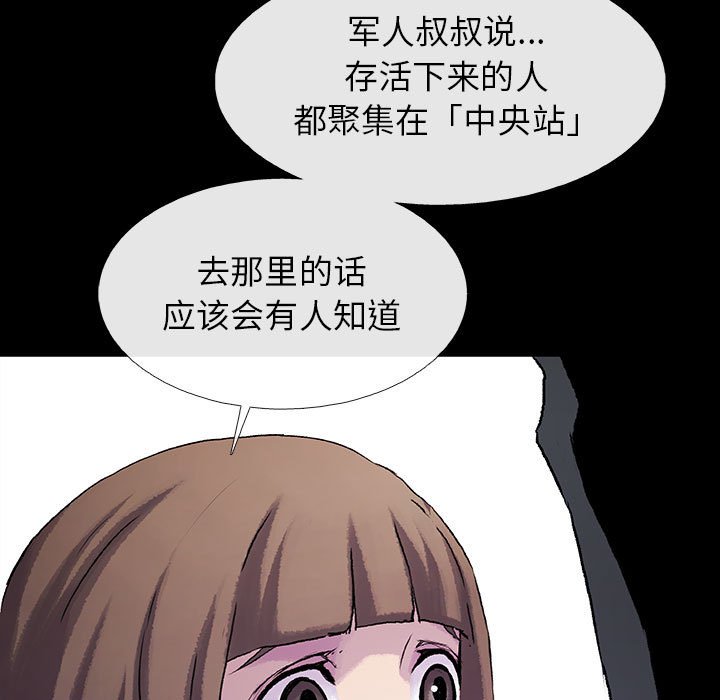 军人叔叔说...
存活下来的人
都聚集在「中央站」
去那里的话
应该会有人知道